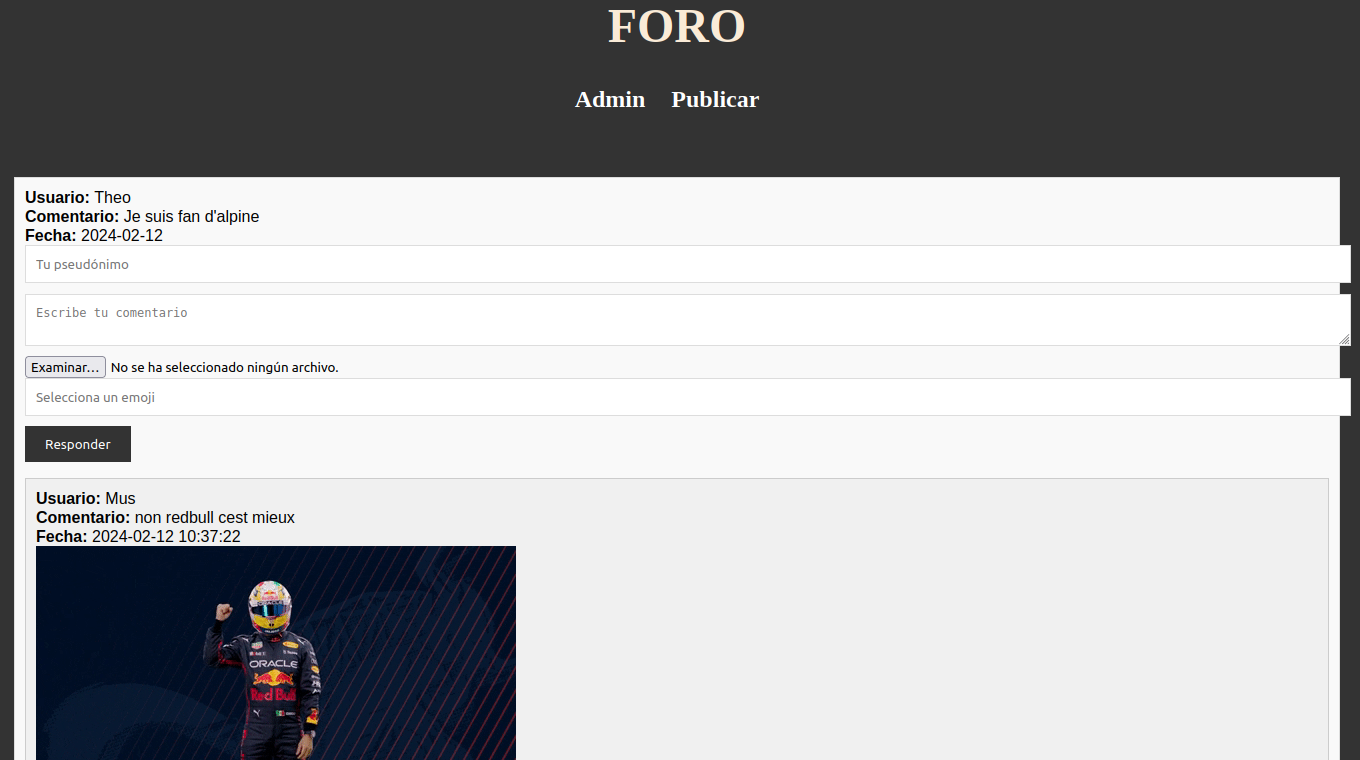 FORO
Admin Publicar
Usuario: Theo
Comentario: Je suis fan d'alpine
Fecha: 2024-02-12
Tu pseudónimo
Escribe tu comentario
Examinar... No se ha seleccionado ningún archivo.
Selecciona un emoji
Responder
Usuario: Mus
Comentario: non redbull cest mieux
Fecha: 2024-02-12 10:37:22
ORACLE
Red Bull